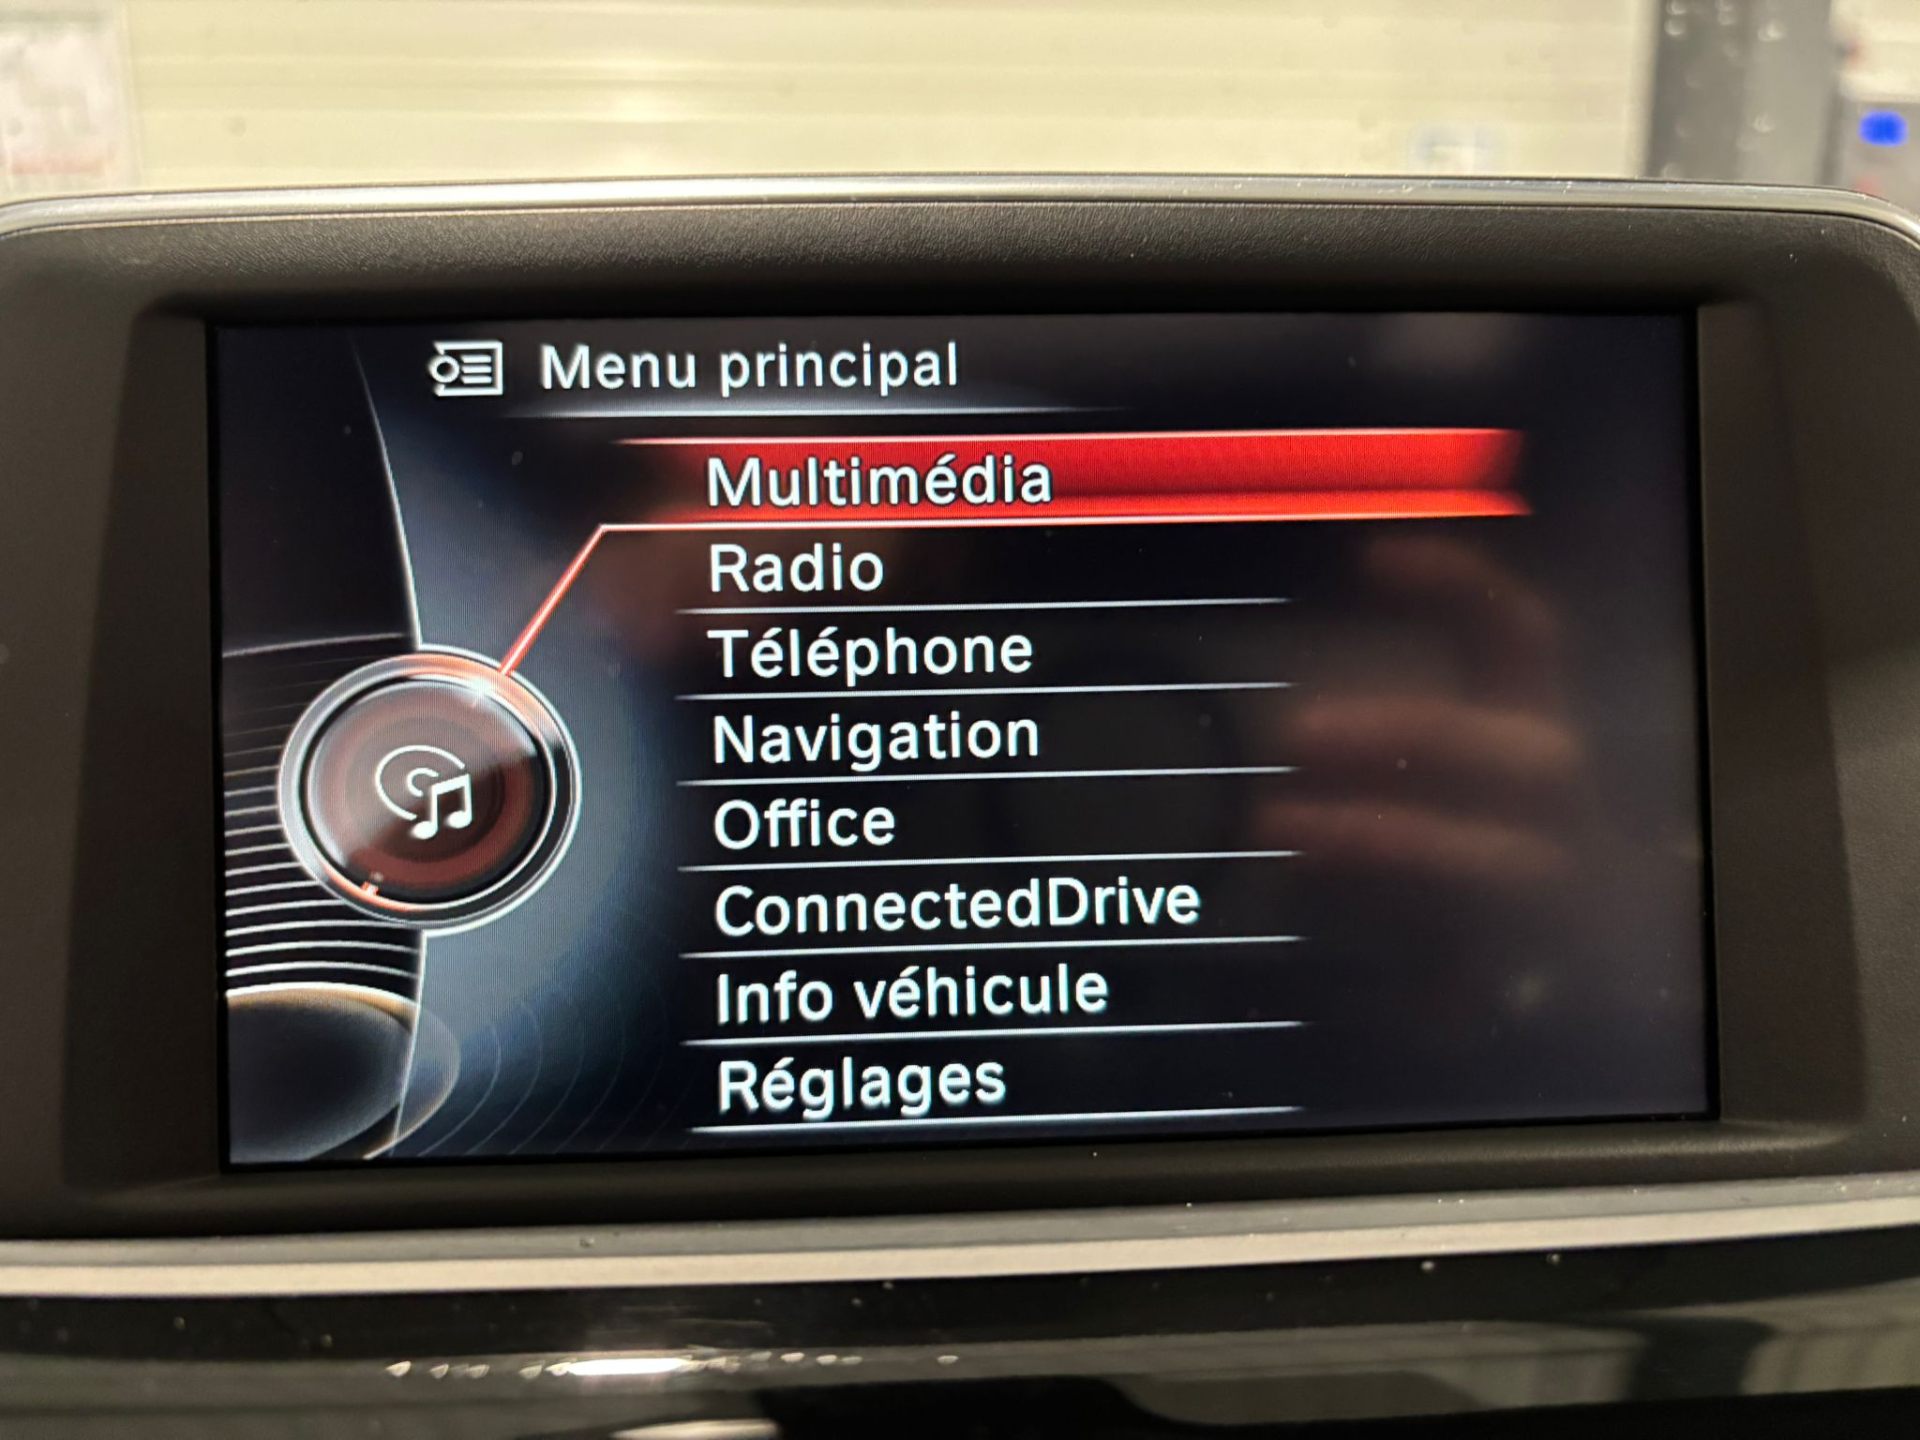 Menu principal
Multimédia
Radio
Téléphone
Navigation
Office
ConnectedDrive
Info véhicule
Réglages